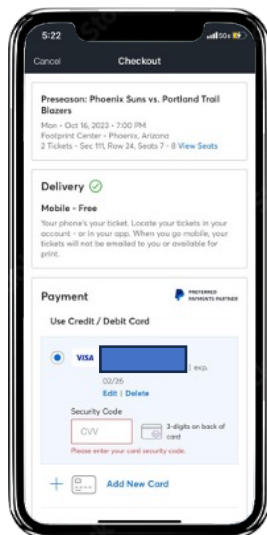 5:22
Cancel
Checkout
Preseason: Phoenix Suns vs. Portland Trail
Blazers
Mon • Oct 16, 2023 • 7:00 PM
Footprint Center - Phoenix, Arizona
2 Tickets - Sec 111, Row 24, Seats 7 - 8 View Seats
Delivery
Mobile - Free
Your phone's your ticket. Locate your tickets in your
account - or in your app. When you go mobile, your
tickets will not be emailed to you or available for
print.
Payment
PREFERRED
PAYMENTS PARTNER
Use Credit / Debit Card
VISA
exp.
02/26
Edit | Delete
Security Code
CVV
3-digits on back of
card
Please enter your card security code.
Add New Card